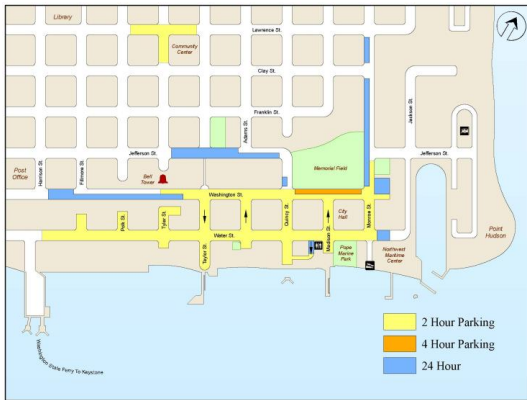 Library
Community
Center
Lawrence St.
Clay St.
Franklin St.
Adams St.
Jackson St.
Jefferson St.
Jefferson St.
Harrison St.
Fillmore St.
Post
Office
Bell
Tower
Memorial Field
Washington St.
Polk St.
Tyler St.
Taylor St.
Quincy St.
Madison St.
City
Hall
Monroe St.
Water St.
Pope
Marine
Park
Northwest
Maritime
Center
Point
Hudson
Washington State Ferry To Keystone
2 Hour Parking
4 Hour Parking
24 Hour